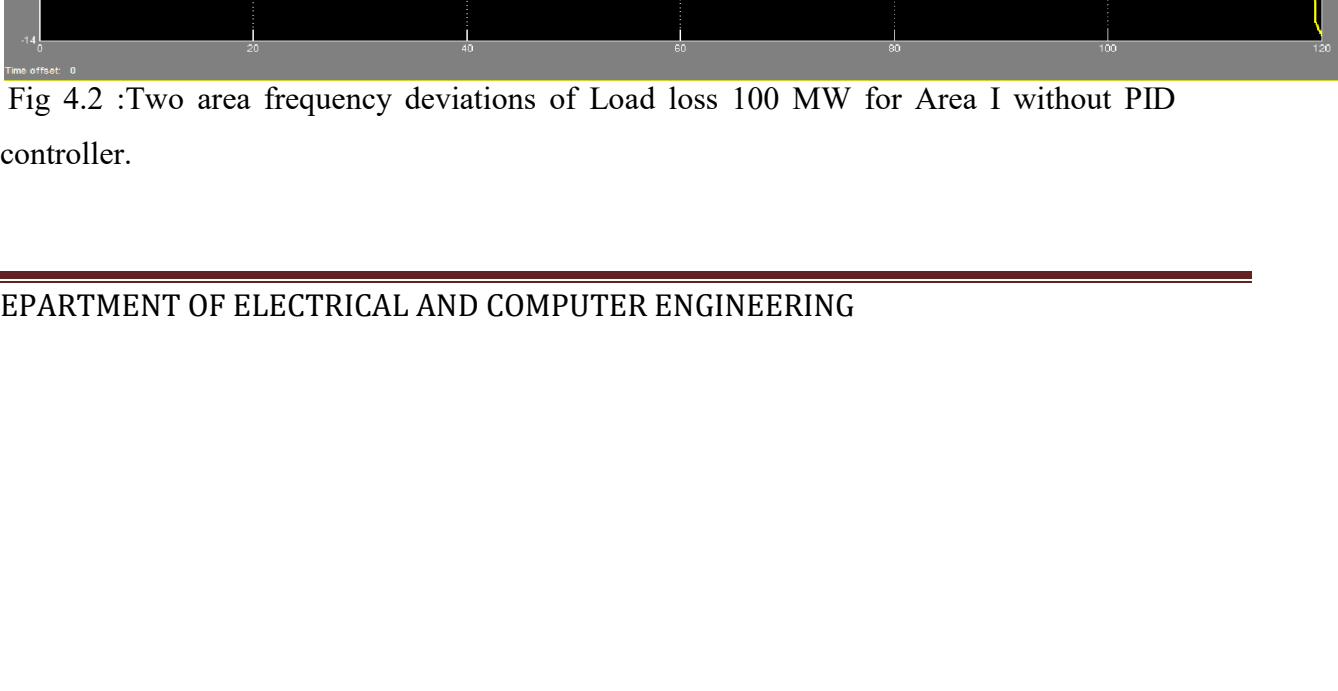 -14
0 20 40 60 80 100 120
Time offset: 0
Fig 4.2 :Two area frequency deviations of Load loss 100 MW for Area I without PID
controller.
EPARTMENT OF ELECTRICAL AND COMPUTER ENGINEERING